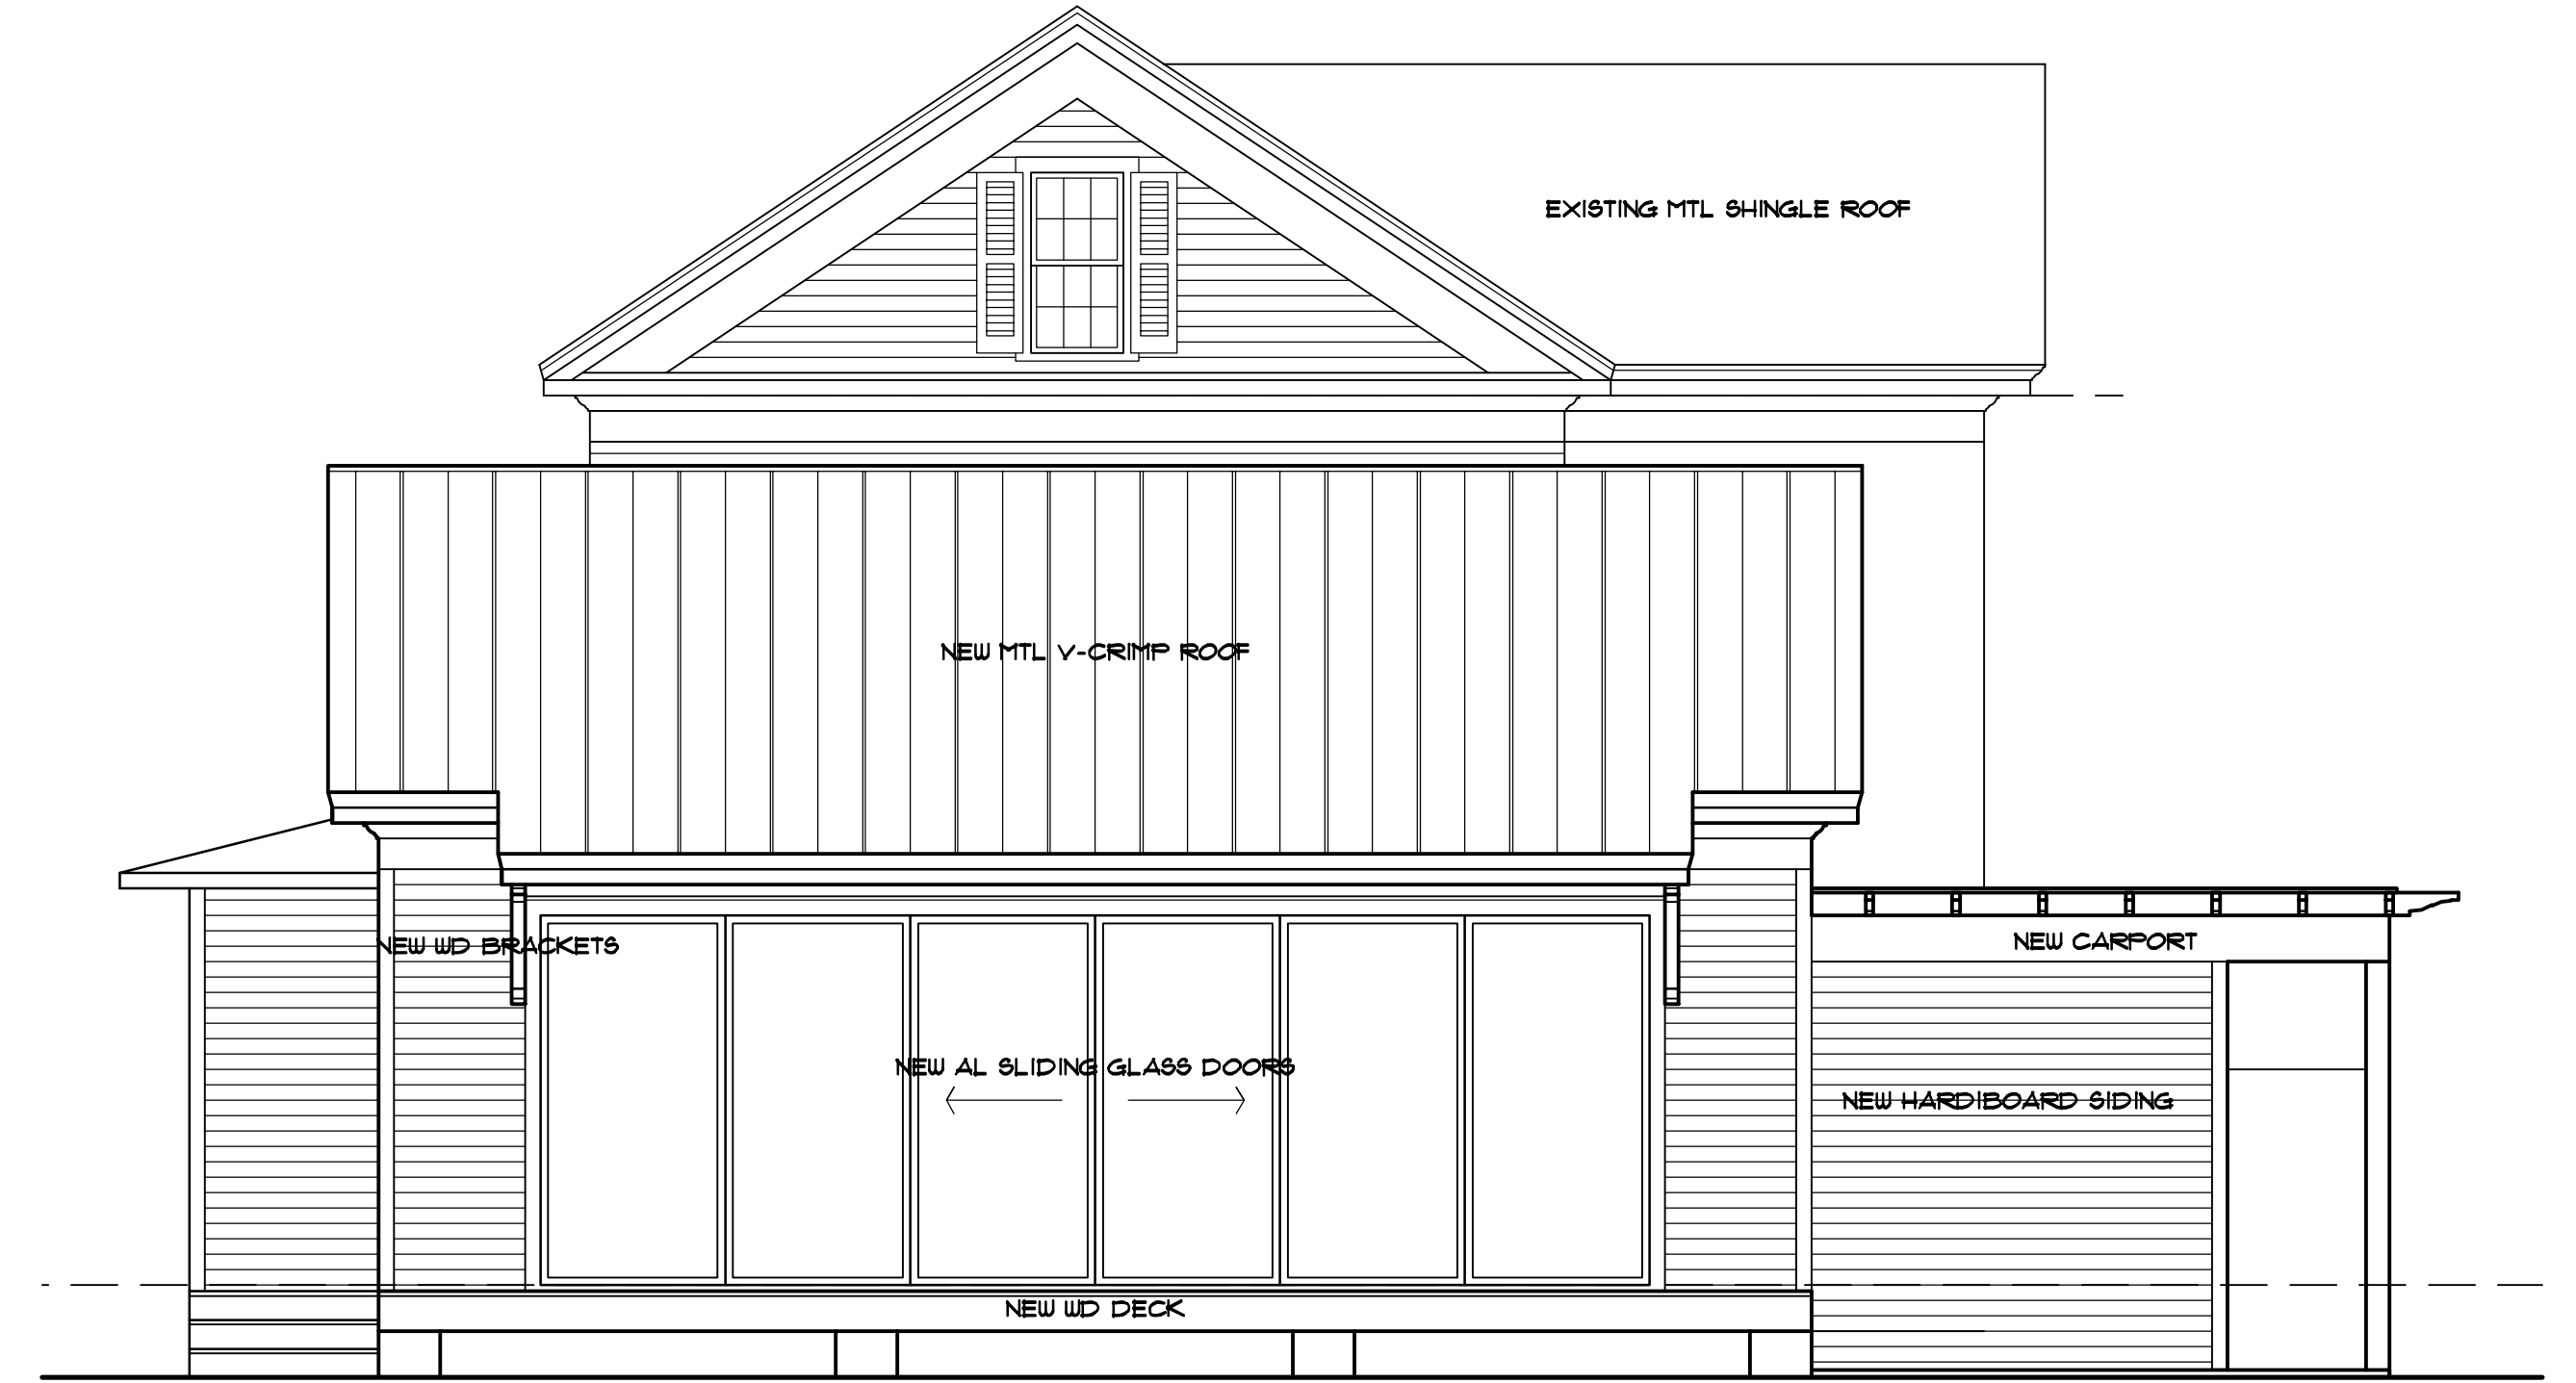 EXISTING MTL SHINGLE ROOF
NEW MTL V-CRIMP ROOF
NEW WD BRACKETS
NEW CARPORT
NEW AL SLIDING GLASS DOORS
NEW HARDIBOARD SIDING
NEW WD DECK